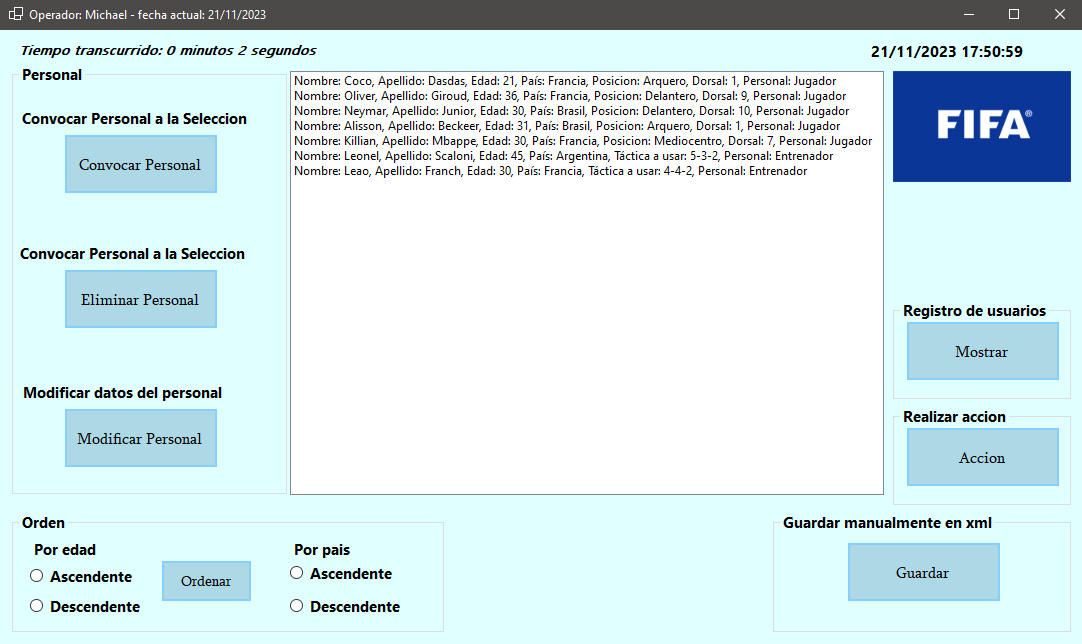 Operador: Michael - fecha actual: 21/11/2023
Tiempo transcurrido: 0 minutos 2 segundos
21/11/2023 17:50:59
Personal
Convocar Personal a la Seleccion
Convocar Personal
Convocar Personal a la Seleccion
Eliminar Personal
Modificar datos del personal
Modificar Personal
Nombre: Coco, Apellido: Dasdas, Edad: 21, País: Francia, Posicion: Arquero, Dorsal: 1, Personal: Jugador
Nombre: Oliver, Apellido: Giroud, Edad: 36, País: Francia, Posicion: Delantero, Dorsal: 9, Personal: Jugador
Nombre: Neymar, Apellido: Junior, Edad: 30, País: Brasil, Posicion: Delantero, Dorsal: 10, Personal: Jugador
Nombre: Alisson, Apellido: Beckeer, Edad: 31, País: Brasil, Posicion: Arquero, Dorsal: 1, Personal: Jugador
Nombre: Killian, Apellido: Mbappe, Edad: 30, País: Francia, Posicion: Mediocentro, Dorsal: 7, Personal: Jugador
Nombre: Leonel, Apellido: Scaloni, Edad: 45, País: Argentina, Táctica a usar: 5-3-2, Personal: Entrenador
Nombre: Leao, Apellido: Franch, Edad: 30, País: Francia, Táctica a usar: 4-4-2, Personal: Entrenador
FIFA®
Registro de usuarios
Mostrar
Realizar accion
Accion
Orden
Por edad
Ascendente
Descendente
Ordenar
Por pais
Ascendente
Descendente
Guardar manualmente en xml
Guardar